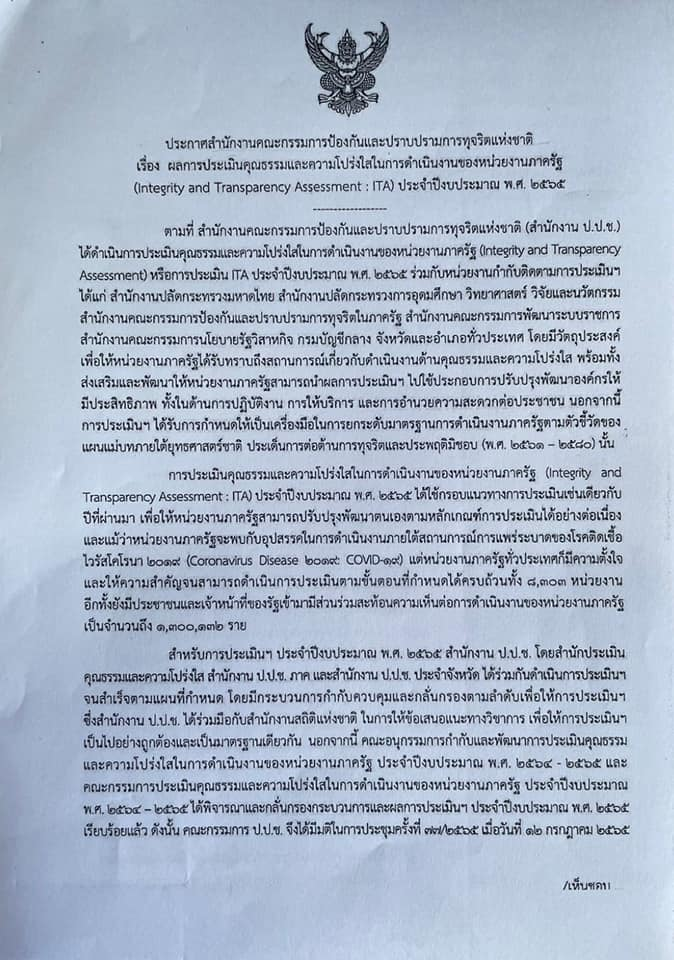 ประกาศสำนักงานคณะกรรมการป้องกันและปราบปรามการทุจริตแห่งชาติ
เรื่อง ผลการประเมินคุณธรรมและความโปร่งใสในการดำเนินงานของหน่วยงานภาครัฐ
(Integrity and Transparency Assessment : ITA) ประจำปีงบประมาณ พ.ศ. ๒๕๖๕
ตามที่ สำนักงานคณะกรรมการป้องกันและปราบปรามการทุจริตแห่งชาติ (สำนักงาน ป.ป.ช.)
ได้ดำเนินการประเมินคุณธรรมและความโปร่งใสในการดำเนินงานของหน่วยงานภาครัฐ (Integrity and Transparency
Assessment) หรือการประเมิน ITA ประจำปีงบประมาณ พ.ศ. ๒๕๖๕ ร่วมกับหน่วยงานกำกับติดตามการประเมินฯ
ได้แก่ สำนักงานปลัดกระทรวงมหาดไทย สำนักงานปลัดกระทรวงการอุดมศึกษา วิทยาศาสตร์ วิจัยและนวัตกรรม
สำนักงานคณะกรรมการป้องกันและปราบปรามการทุจริตในภาครัฐ สำนักงานคณะกรรมการพัฒนาระบบราชการ
สำนักงานคณะกรรมการนโยบายรัฐวิสาหกิจ กรมบัญชีกลาง จังหวัดและอำเภอทั่วประเทศ โดยมีวัตถุประสงค์
เพื่อให้หน่วยงานภาครัฐได้รับทราบถึงสถานการณ์เกี่ยวกับดำเนินงานด้านคุณธรรมและความโปร่งใส พร้อมทั้ง
ส่งเสริมและพัฒนาให้หน่วยงานภาครัฐสามารถนำผลการประเมินฯ ไปใช้ประกอบการปรับปรุงพัฒนาองค์กรให้
มีประสิทธิภาพ ทั้งในด้านการปฏิบัติงาน การให้บริการ และการอำนวยความสะดวกต่อประชาชน นอกจากนี้
การประเมินฯ ได้รับการกำหนดให้เป็นเครื่องมือในการยกระดับมาตรฐานการดำเนินงานภาครัฐตามตัวชี้วัดของ
แผนแม่บทภายใต้ยุทธศาสตร์ชาติ ประเด็นการต่อต้านการทุจริตและประพฤติมิชอบ (พ.ศ. ๒๕๖๑ – ๒๕๘๐) นั้น
การประเมินคุณธรรมและความโปร่งใสในการดำเนินงานของหน่วยงานภาครัฐ (Integrity and
Transparency Assessment : ITA) ประจำปีงบประมาณ พ.ศ. ๒๕๖๕ ได้ใช้กรอบแนวทางการประเมินเช่นเดียวกับ
ปีที่ผ่านมา เพื่อให้หน่วยงานภาครัฐสามารถปรับปรุงพัฒนาตนเองตามหลักเกณฑ์การประเมินได้อย่างต่อเนื่อง
และแม้ว่าหน่วยงานภาครัฐจะพบกับอุปสรรคในการดำเนินงานภายใต้สถานการณ์การแพร่ระบาดของโรคติดเชื้อ
ไวรัสโคโรนา ๒๐๑๙ (Coronavirus Disease ๒๐๑๙: COVID-๑๙) แต่หน่วยงานภาครัฐทั่วประเทศก็มีความตั้งใจ
และให้ความสำคัญจนสามารถดำเนินการประเมินตามขั้นตอนที่กำหนดได้ครบถ้วนทั้ง ๘,๓๐๓ หน่วยงาน
อีกทั้งยังมีประชาชนและเจ้าหน้าที่ของรัฐเข้ามามีส่วนร่วมสะท้อนความเห็นต่อการดำเนินงานของหน่วยงานภาครัฐ
เป็นจำนวนถึง ๑,๓๐๐,๑๓๒ ราย
สำหรับการประเมินฯ ประจำปีงบประมาณ พ.ศ. ๒๕๖๕ สำนักงาน ป.ป.ช. โดยสำนักประเมิน
คุณธรรมและความโปร่งใส สำนักงาน ป.ป.ช. ภาค และสำนักงาน ป.ป.ช. ประจำจังหวัด ได้ร่วมกันดำเนินการประเมินฯ
จนสำเร็จตามแผนที่กำหนด โดยมีกระบวนการกำกับควบคุมและกลั่นกรองตามลำดับเพื่อให้การประเมินฯ
ซึ่งสำนักงาน ป.ป.ช. ได้ร่วมมือกับสำนักงานสถิติแห่งชาติ ในการให้ข้อเสนอแนะทางวิชาการ เพื่อให้การประเมินฯ
เป็นไปอย่างถูกต้องและเป็นมาตรฐานเดียวกัน นอกจากนี้ คณะอนุกรรมการกำกับและพัฒนาการประเมินคุณธรรม
และความโปร่งใสในการดำเนินงานของหน่วยงานภาครัฐ ประจำปีงบประมาณ พ.ศ. ๒๕๖๔ - ๒๕๖๕ และ
คณะกรรมการประเมินคุณธรรมและความโปร่งใสในการดำเนินงานของหน่วยงานภาครัฐ ประจำปีงบประมาณ
พ.ศ. ๒๕๖๔ – ๒๕๖๕ ได้พิจารณาและกลั่นกรองกระบวนการและผลการประเมินฯ ประจำปีงบประมาณ พ.ศ. ๒๕๖๕
เรียบร้อยแล้ว ดังนั้น คณะกรรมการ ป.ป.ช. จึงได้มีมติในการประชุมครั้งที่ ๗๗/๒๕๖๕ เมื่อวันที่ ๑๒ กรกฎาคม ๒๕๖๕
/เห็นชอบ...